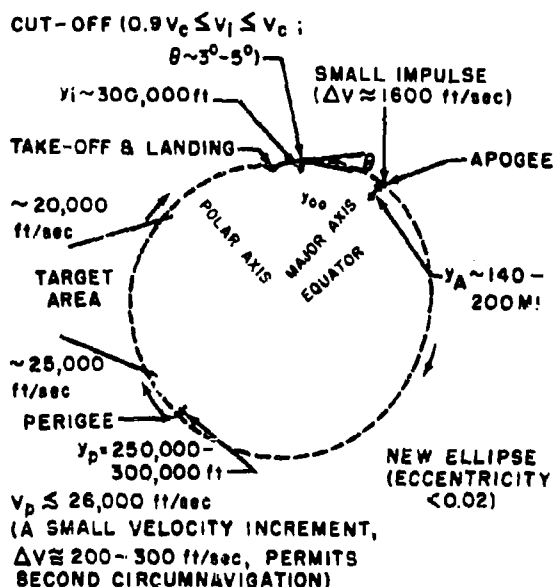 CUT-OFF (0.9 Vc ≤ Vi ≤ Vc ;
θ~3°-5°)
yi ~ 300,000 ft
SMALL IMPULSE
(ΔV ≈ 1600 ft/sec)
TAKE-OFF & LANDING
θ
APOGEE
~20,000
ft/sec
POLAR AXIS
MAJOR AXIS
EQUATOR
TARGET
AREA
yA ~ 140-
200 MI
~25,000
ft/sec
PERIGEE
yp = 250,000-
300,000 ft
NEW ELLIPSE
(ECCENTRICITY
<0.02)
Vp ≤ 26,000 ft/sec
(A SMALL VELOCITY INCREMENT,
ΔV ≅ 200-300 ft/sec, PERMITS
SECOND CIRCUMNAVIGATION)